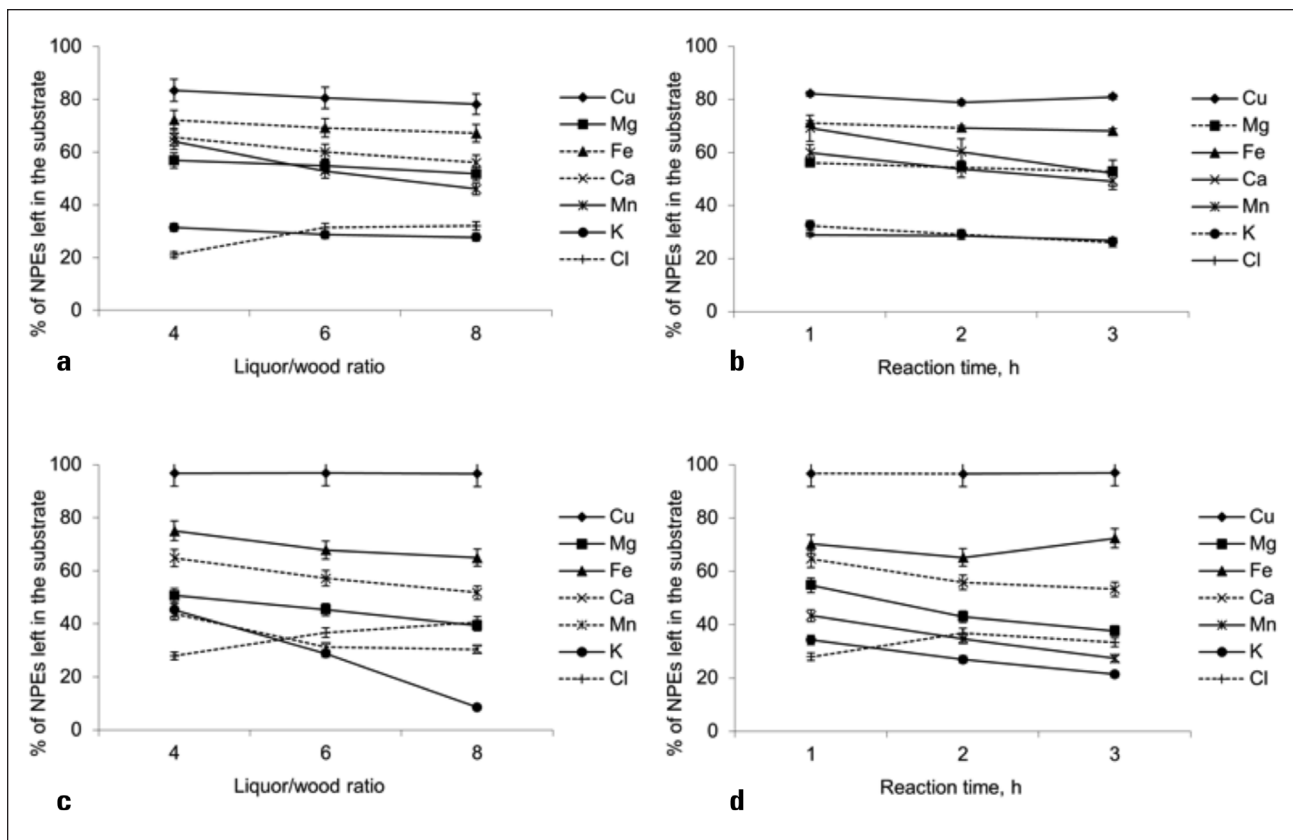 % of NPEs left in the substrate
100
80
60
40
20
0
4 6 8
Liquor/wood ratio
a
Cu
Mg
Fe
Ca
Mn
K
Cl
% of NPEs left in the substrate
100
80
60
40
20
0
1 2 3
Reaction time, h
b
Cu
Mg
Fe
Ca
Mn
K
Cl
% of NPEs left in the substrate
100
80
60
40
20
0
4 6 8
Liquor/wood ratio
c
Cu
Mg
Fe
Ca
Mn
K
Cl
% of NPEs left in the substrate
100
80
60
40
20
0
1 2 3
Reaction time, h
d
Cu
Mg
Fe
Ca
Mn
K
Cl